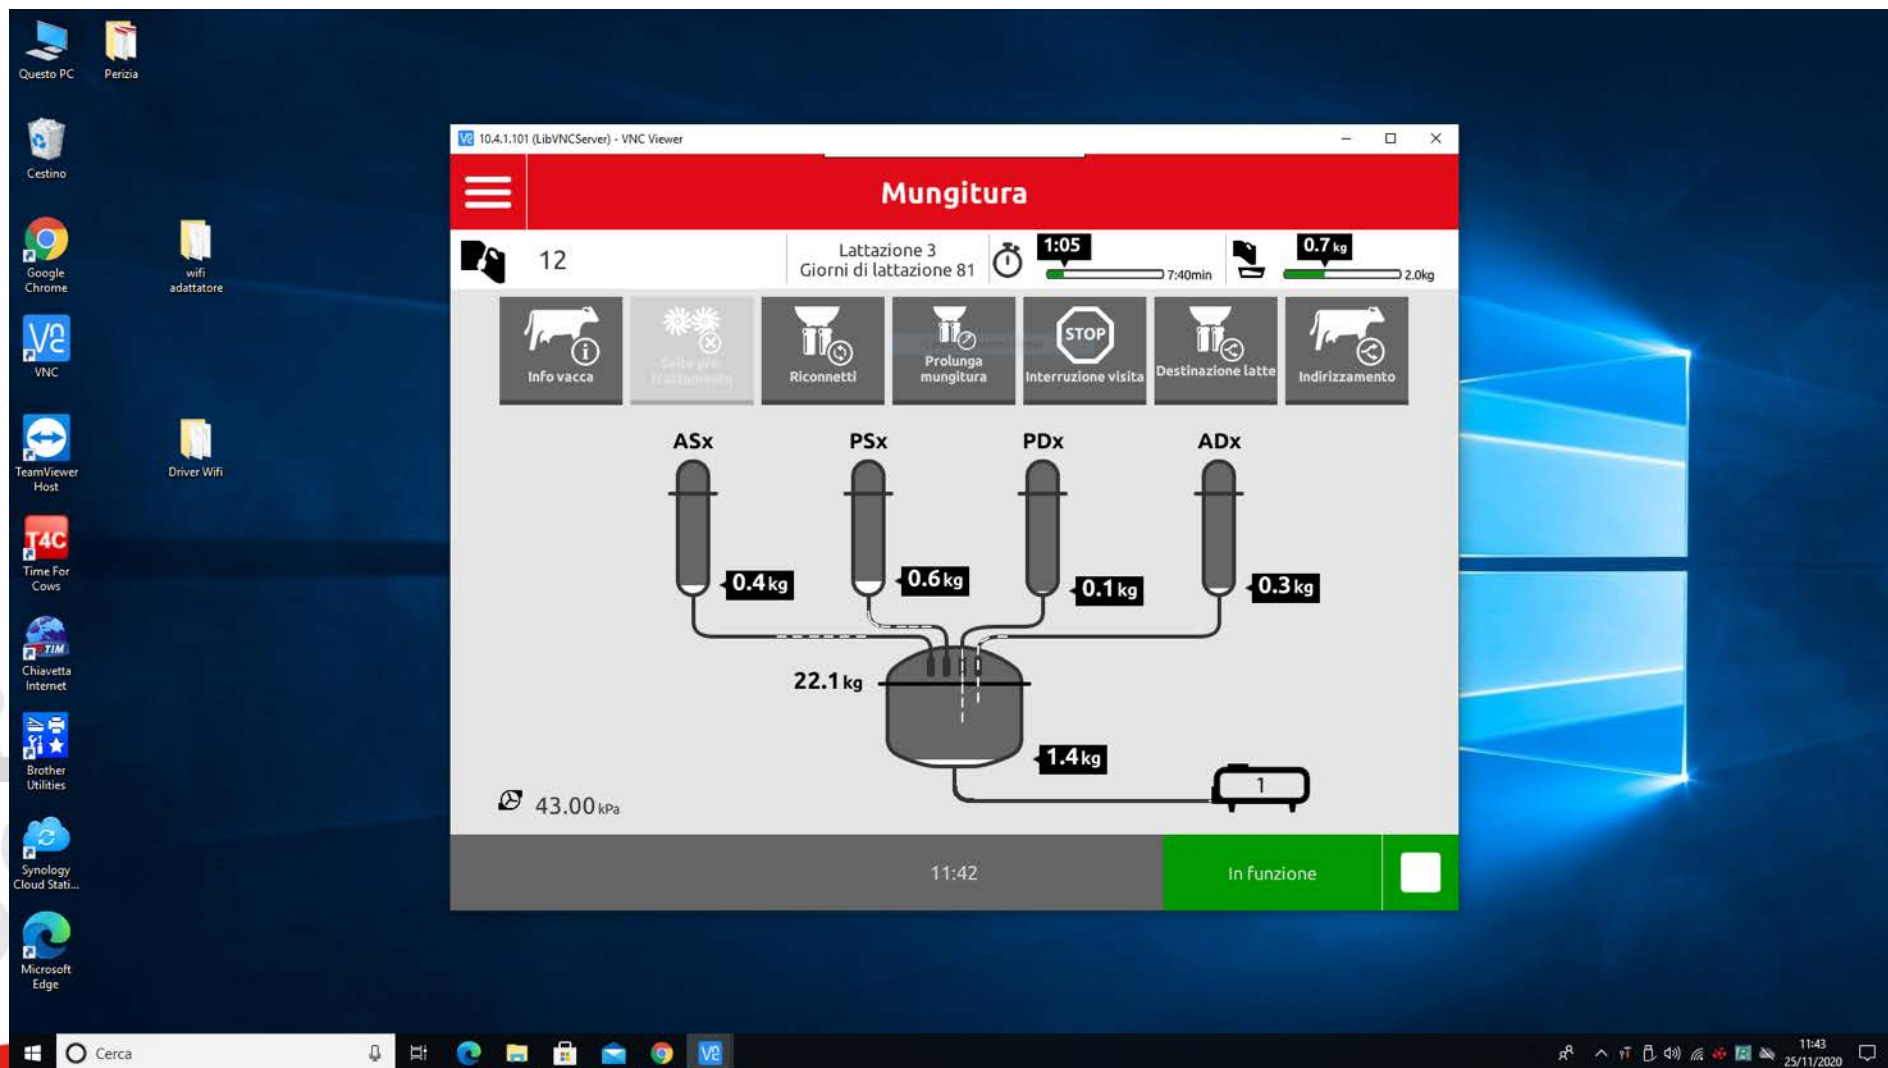 Questo PC
Perizia
Cestino
Google
Chrome
wifi
adattatore
VNC
TeamViewer
Host
Driver Wifi
T4C
Time For
Cows
TIM
Chiavetta
Internet
Brother
Utilities
Synology
Cloud Stati...
Microsoft
Edge
10.4.1.101 (LibVNCServer) - VNC Viewer
Mungitura
12
Lattazione 3
Giorni di lattazione 81
1:05
7:40min
0.7 kg
2.0kg
Info vacca
Riconnetti
Prolunga
mungitura
STOP
Interruzione visita
Destinazione latte
Indirizzamento
ASx
PSx
PDx
ADx
0.4 kg
0.6 kg
0.1 kg
0.3 kg
22.1 kg
1.4 kg
1
43.00 kPa
11:42
In funzione
Cerca
11:43
25/11/2020